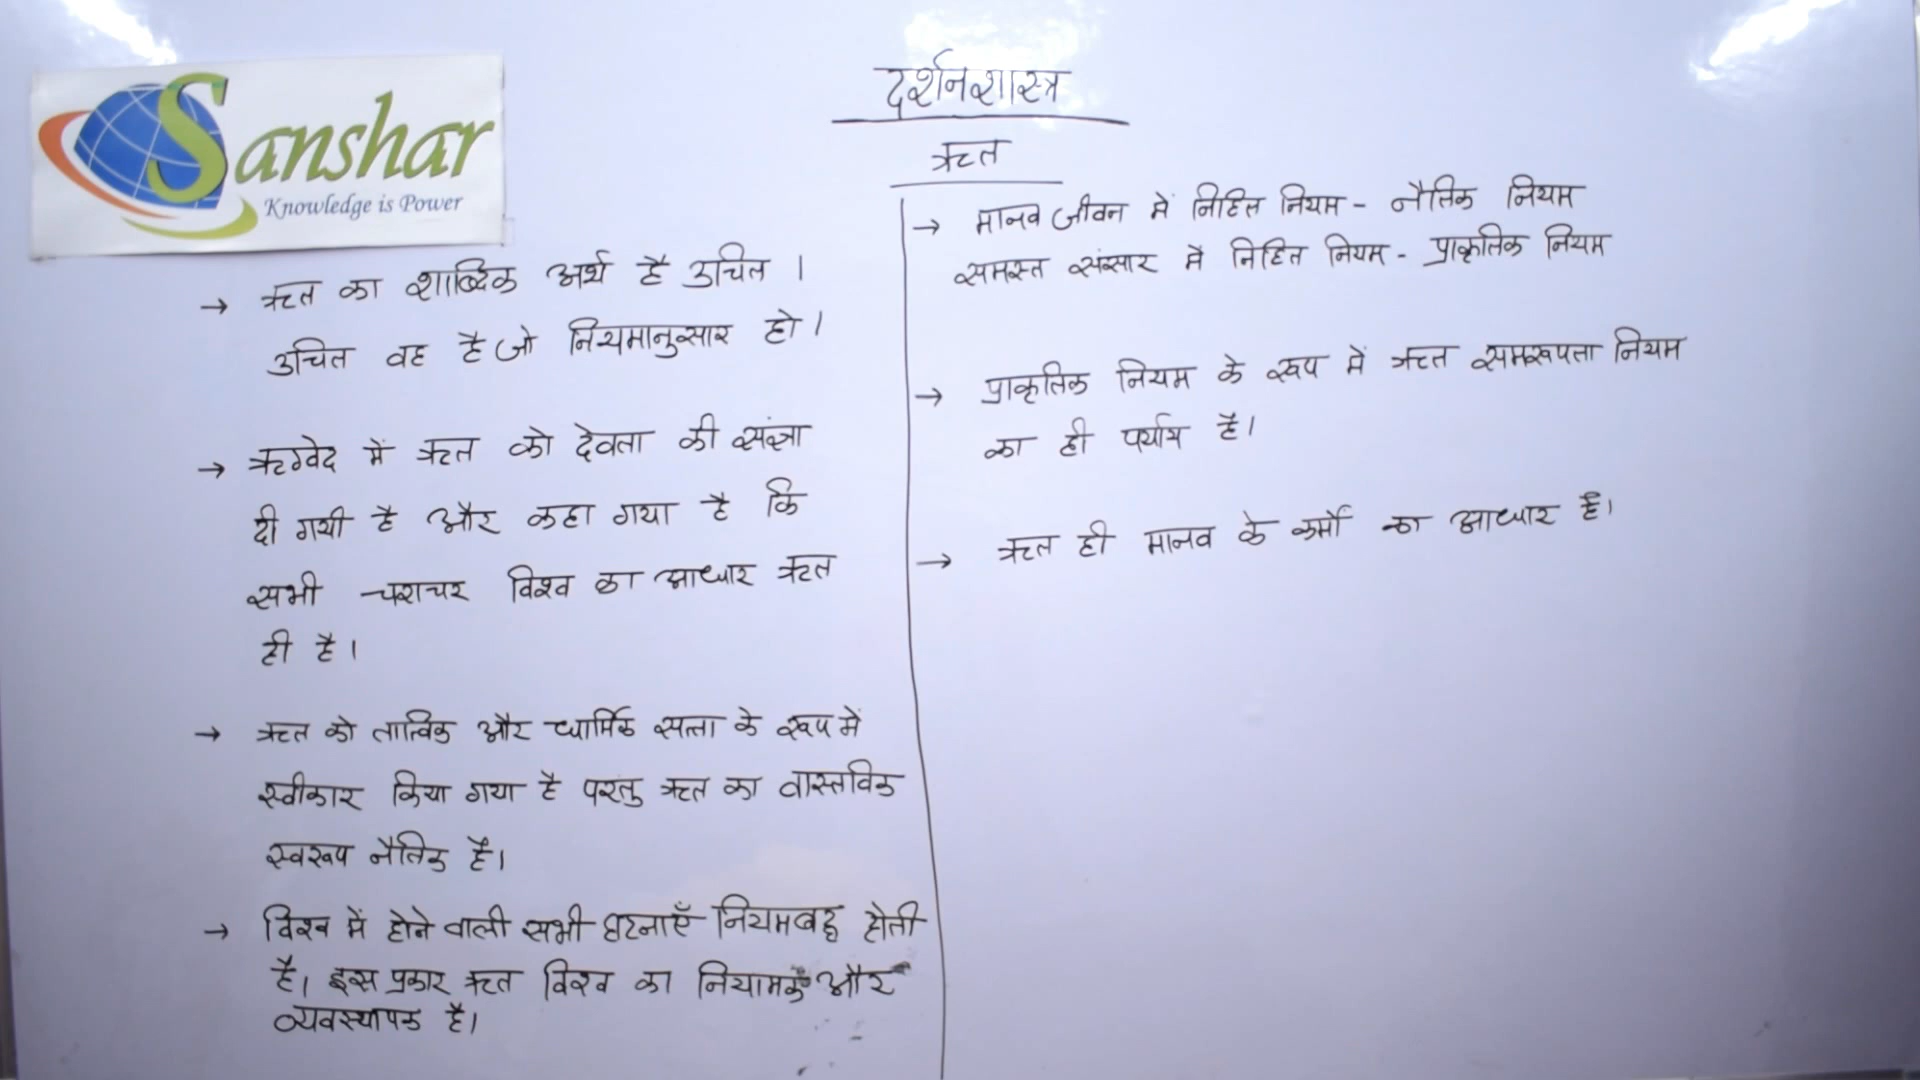 Sanshar
Knowledge is Power
दर्शनशास्त्र
ऋत
→ ऋत का शाब्दिक अर्थ है उचित ।
उचित वह है जो नियमानुसार हो ।
→ ऋग्वेद में ऋत को देवता की संज्ञा
दी गयी है और कहा गया है कि
सभी चराचर विश्व का आधार ऋत
ही है ।
→ ऋत को तात्विक और धार्मिक सत्ता के रूप में
स्वीकार किया गया है परंतु ऋत का वास्तविक
स्वरूप नैतिक है।
→ विश्व में होने वाली सभी घटनाएँ नियमबद्ध होती
है। इस प्रकार ऋत विश्व का नियामक और
व्यवस्थापक है।
→ मानव जीवन में निहित नियम - नैतिक नियम
समस्त संसार में निहित नियम - प्राकृतिक नियम
→ प्राकृतिक नियम के रूप में ऋत समरूपता नियम
का ही पर्याय है।
→ ऋत ही मानव के कर्मों का आधार है।